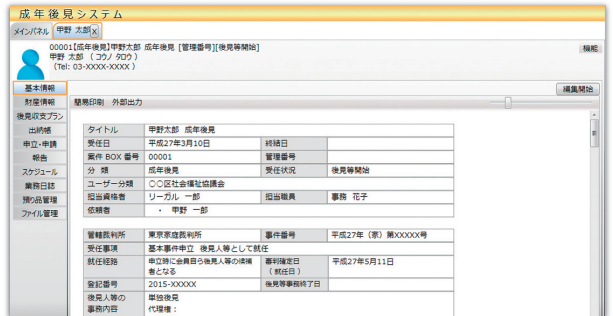 成年後見システム
メインパネル 甲野 太郎 x
00001【成年後見】甲野太郎 成年後見 [管理番号][後見等開始]
甲野 太郎 （ コウノ タロウ ）
（Tel: 03-XXXX-XXXX ）
機能
基本情報
編集開始
財産情報
簡易印刷 外部出力
後見収支プラン
出納帳
申立・申請
報告
スケジュール
業務日誌
預り品管理
ファイル管理
タイトル 甲野太郎 成年後見
受任日 平成27年3月10日 終結日
案件 BOX 番号 00001 管理番号
分 類 成年後見 受任状況 後見等開始
ユーザー分類 〇〇区社会福祉協議会
担当資格者 リーガル 一郎 担当職員 事務 花子
依頼者 ・ 甲野 一郎
管轄裁判所 東京家庭裁判所 事件番号 平成27年（家）第XXXXX号
受任事項 基本事件申立 後見人等として就任
就任経路 申立時に会員自ら後見人等の候補者となる 審判確定日（就任日） 平成27年5月11日
登記番号 2015-XXXXX 後見等事務終了日
後見人等の事務内容 単独後見
代理権：